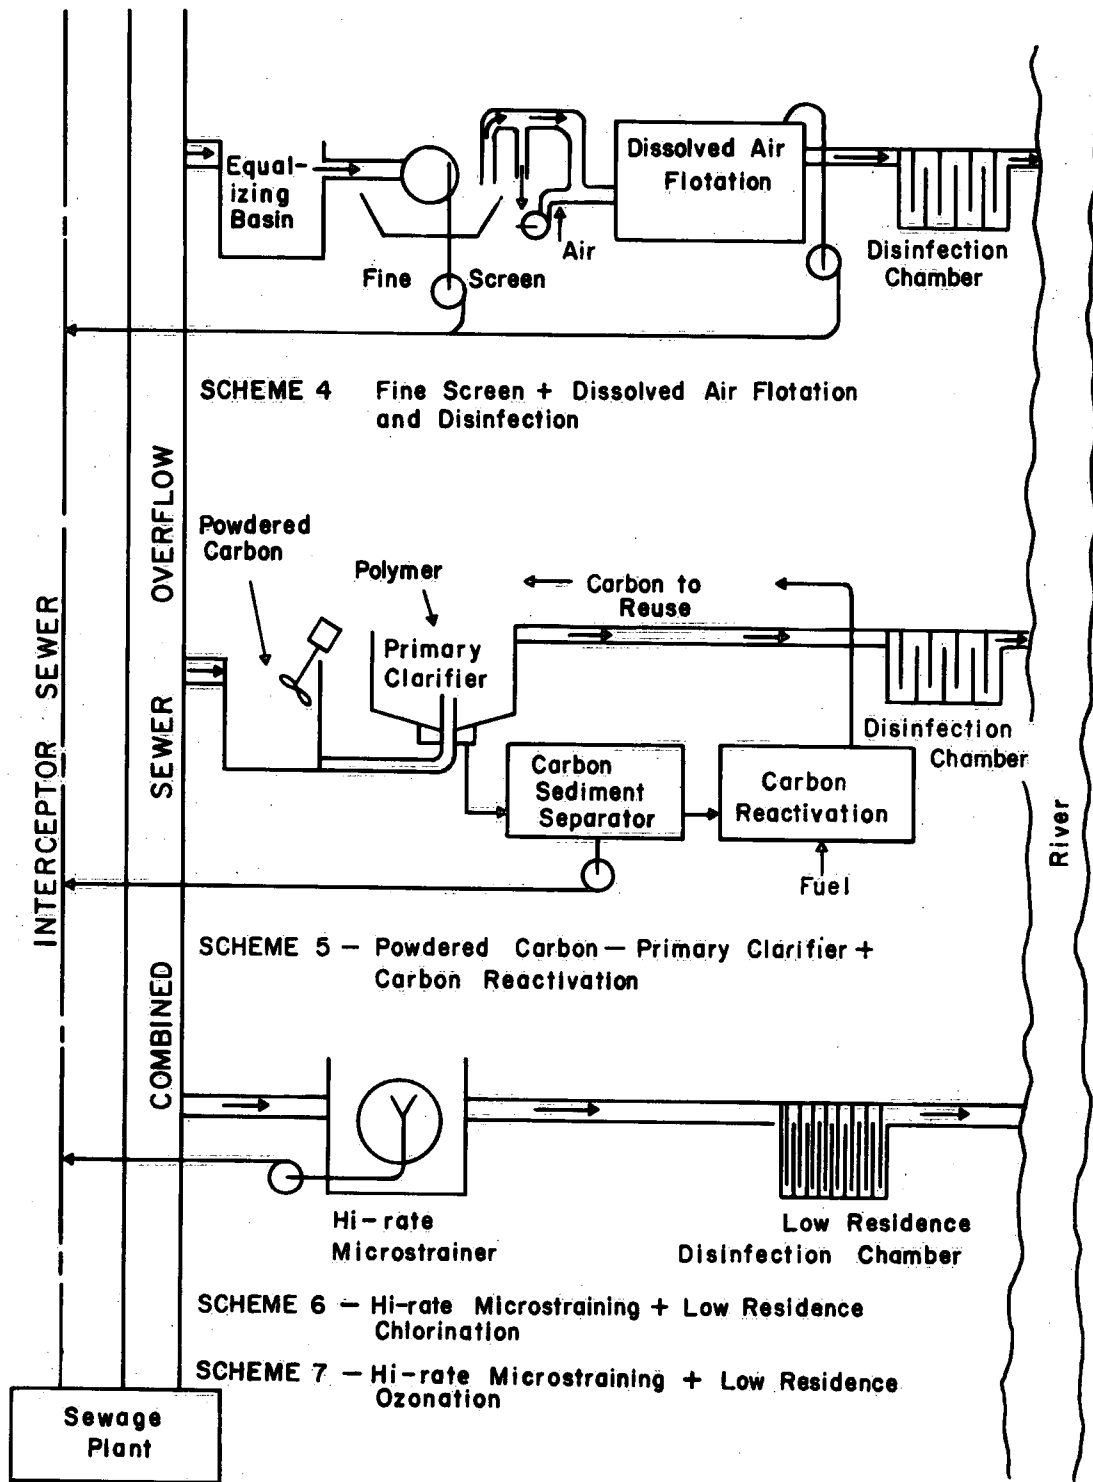 Equal-
izing
Basin
Fine Screen
Air
Dissolved Air
Flotation
Disinfection
Chamber
SCHEME 4 Fine Screen + Dissolved Air Flotation
and Disinfection
INTERCEPTOR SEWER
COMBINED SEWER OVERFLOW
Powdered
Carbon
Polymer
Primary
Clarifier
Carbon to
Reuse
Disinfection
Chamber
Carbon
Sediment
Separator
Carbon
Reactivation
Fuel
River
SCHEME 5 — Powdered Carbon — Primary Clarifier +
Carbon Reactivation
Hi-rate
Microstrainer
Low Residence
Disinfection Chamber
SCHEME 6 — Hi-rate Microstraining + Low Residence
Chlorination
SCHEME 7 — Hi-rate Microstraining + Low Residence
Ozonation
Sewage
Plant